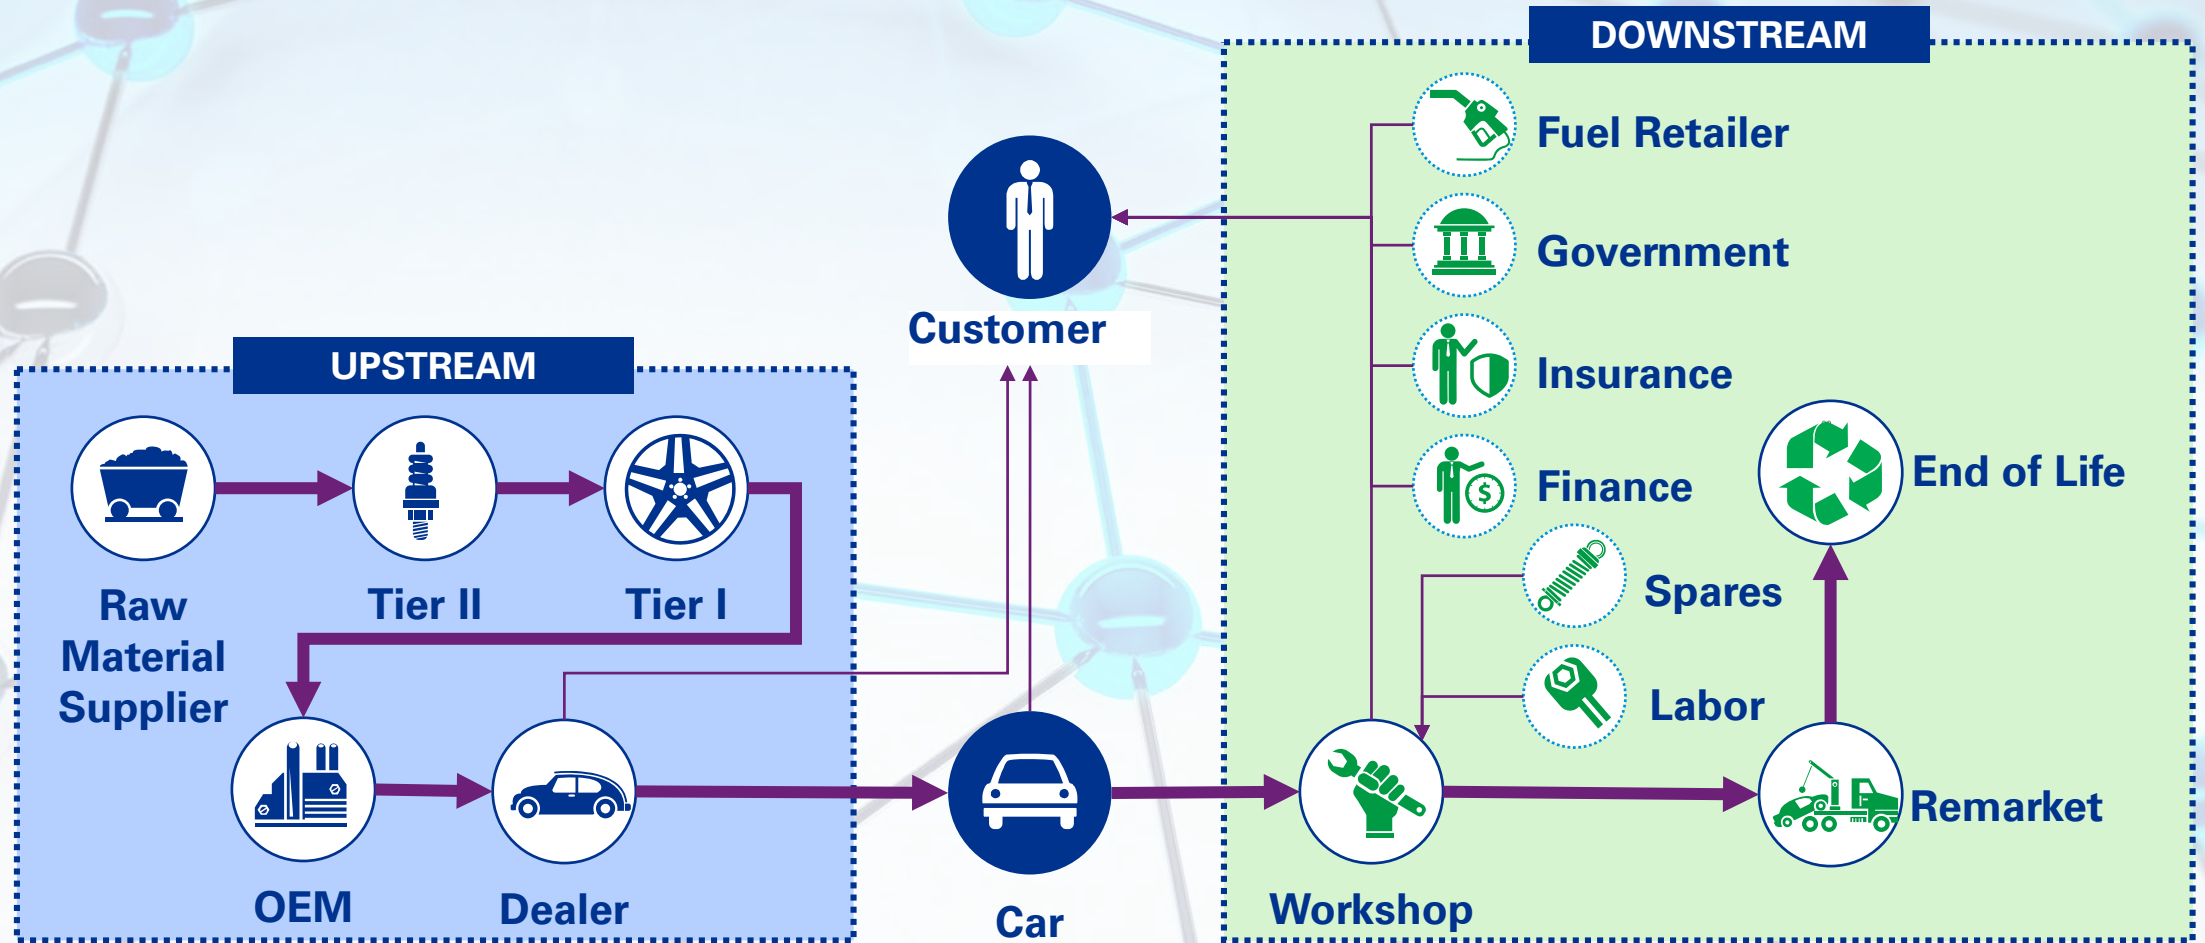 DOWNSTREAM
Fuel Retailer
Government
Customer
UPSTREAM
Insurance
Finance
End of Life
Raw
Material
Supplier
Tier II
Tier I
Spares
Labor
Remarket
OEM
Dealer
Car
Workshop
$